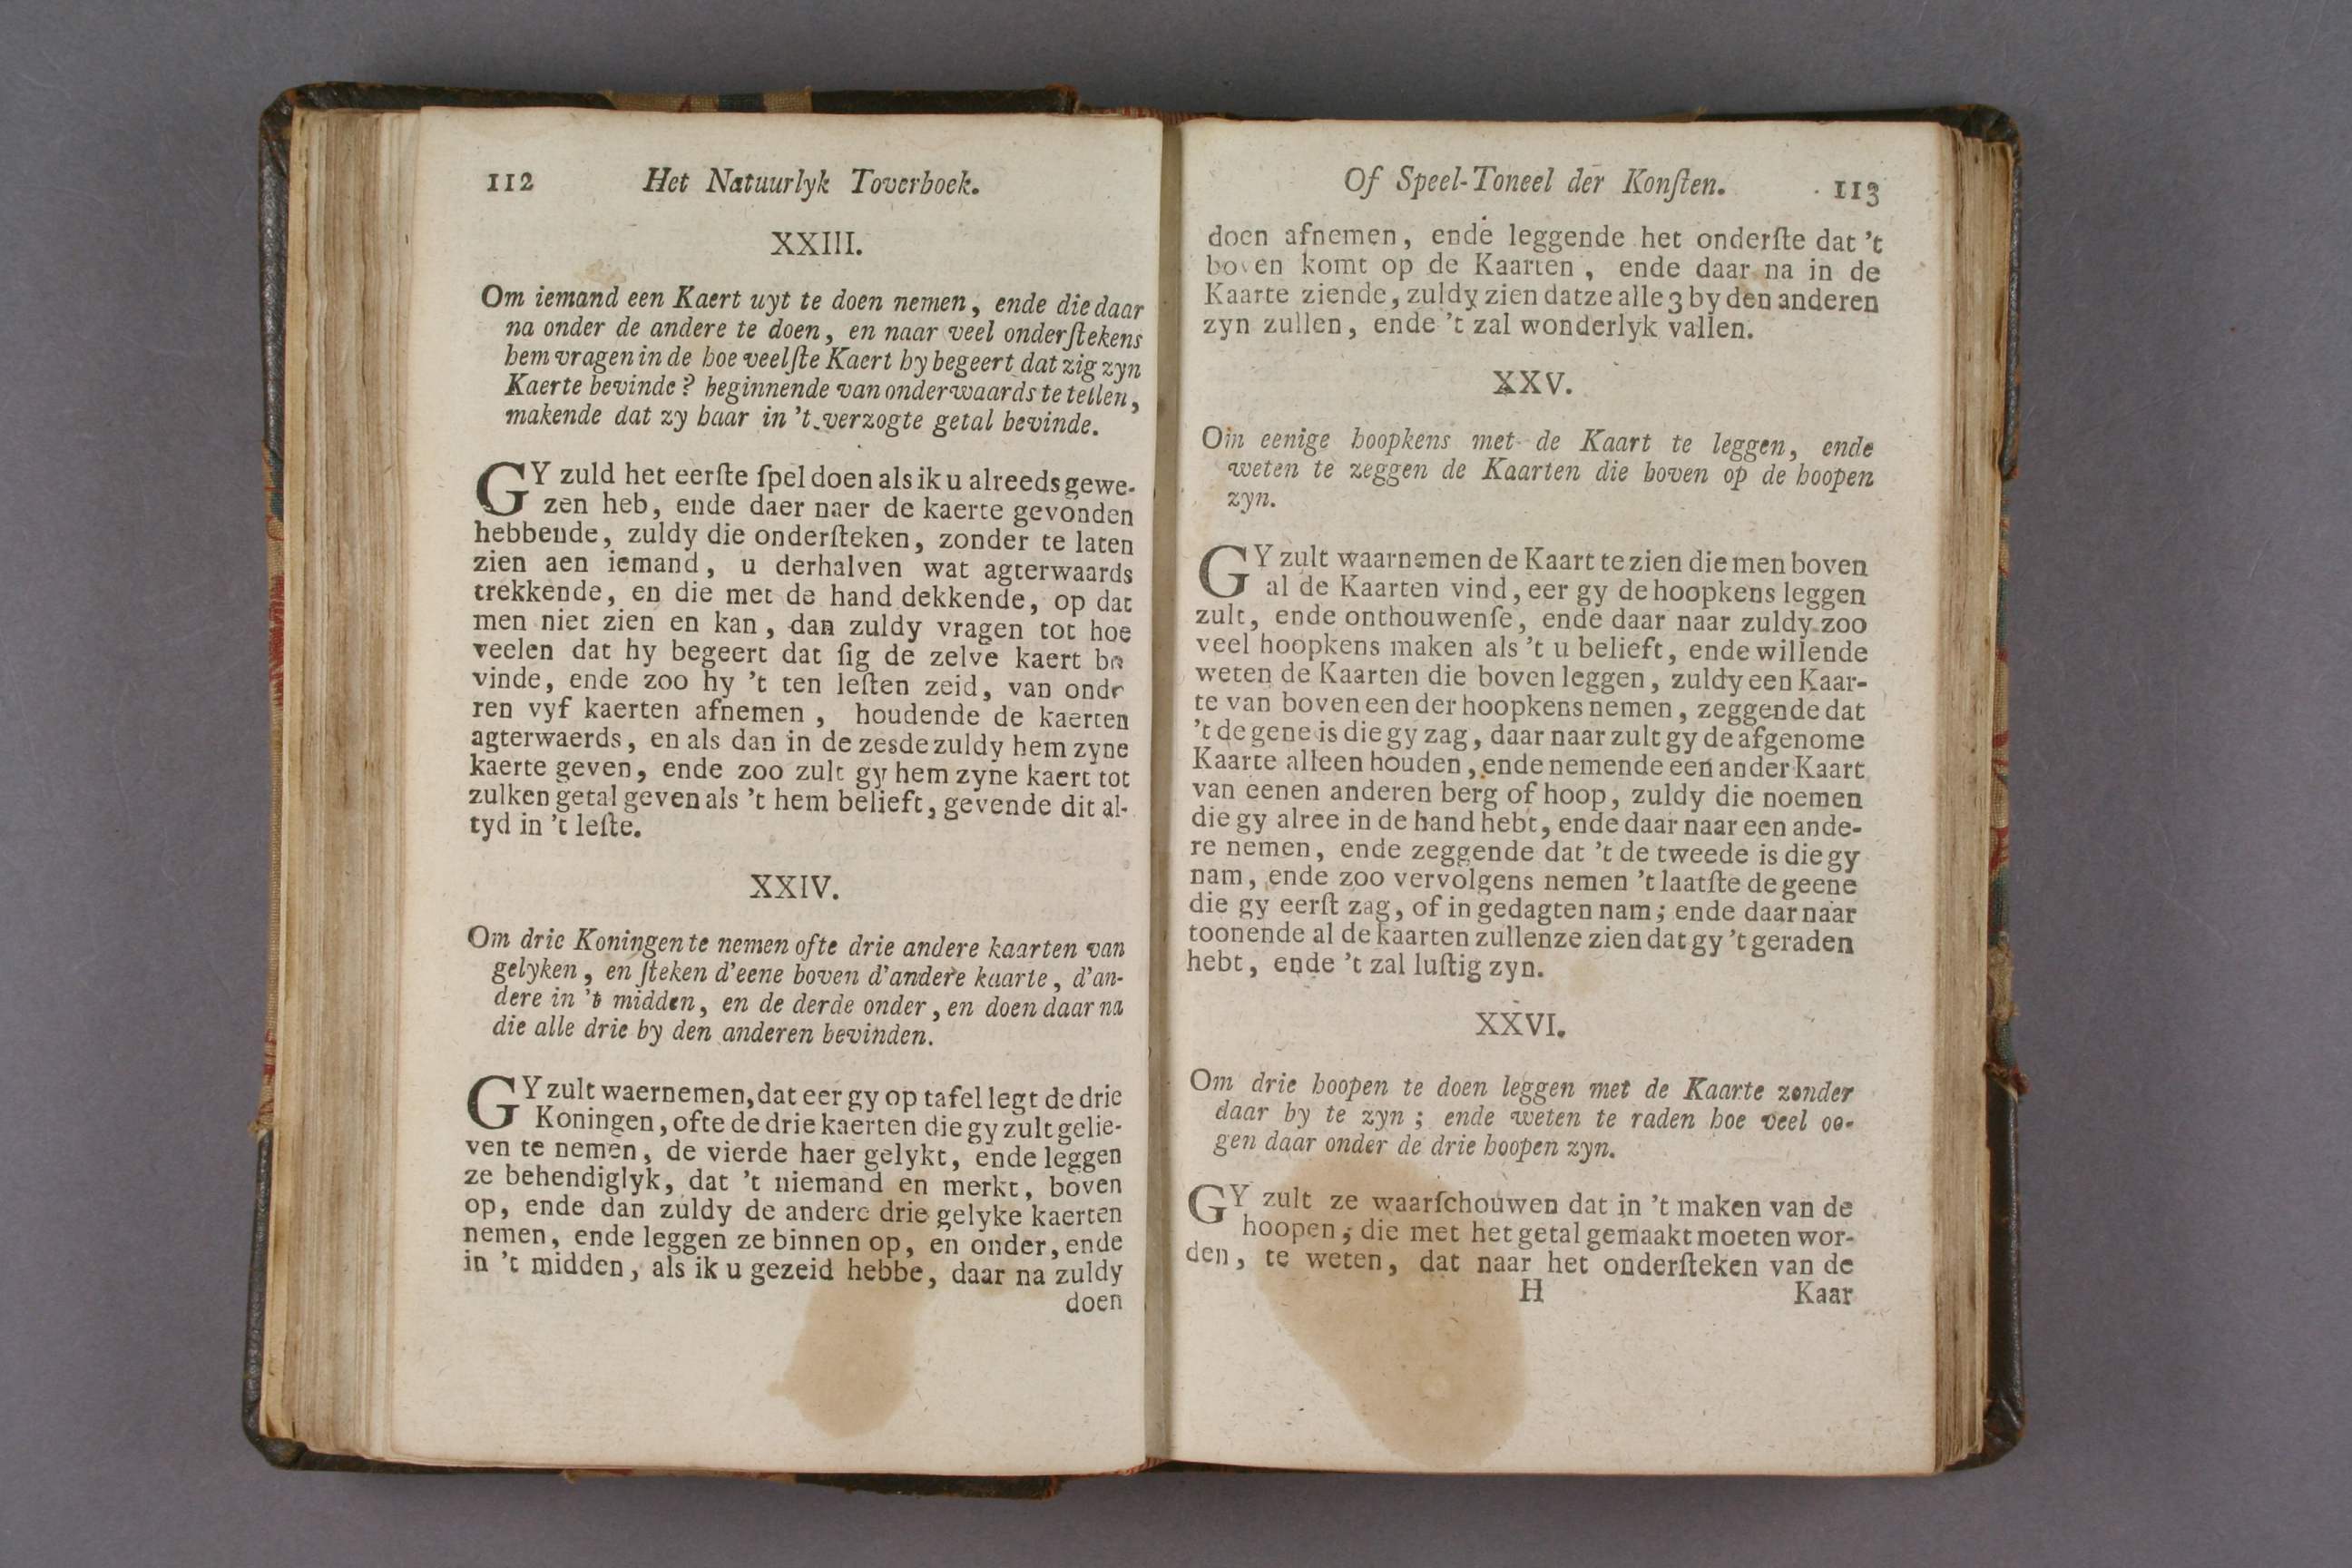 112 Het Natuurlyk Toverboek.
XXIII.
Om iemand een Kaert uyt te doen nemen, ende die daar
na onder de andere te doen, en naar veel onderſtekens
hem vragen in de hoe veelſte Kaert hy begeert dat zig zyn
Kaerte bevinde? beginnende van onderwaards te tellen,
makende dat zy haar in 't verzogte getal bevinde.
GY zuld het eerſte ſpel doen als ik u alreeds gewe-
zen heb, ende daer naer de kaerte gevonden
hebbende, zuldy die onderſteken, zonder te laten
zien aen iemand, u derhalven wat agterwaards
trekkende, en die met de hand dekkende, op dat
men niet zien en kan, dan zuldy vragen tot hoe
veelen dat hy begeert dat ſig de zelve kaert be
vinde, ende zoo hy 't ten leſten zeid, van onde
ren vyf kaerten afnemen, houdende de kaerten
agterwaerds, en als dan in de zesde zuldy hem zyne
kaerte geven, ende zoo zult gy hem zyne kaert tot
zulken getal geven als 't hem belieft, gevende dit al-
tyd in 't leſte.
XXIV.
Om drie Koningen te nemen ofte drie andere kaarten van
gelyken, en ſteken d'eene boven d'andere kaarte, d'an-
dere in 't midden, en de derde onder, en doen daar na
die alle drie by den anderen bevinden.
GY zult waernemen, dat eer gy op tafel legt de drie
Koningen, ofte de drie kaerten die gy zult gelie-
ven te nemen, de vierde haer gelykt, ende leggen
ze behendiglyk, dat 't niemand en merkt, boven
op, ende dan zuldy de andere drie gelyke kaerten
nemen, ende leggen ze binnen op, en onder, ende
in 't midden, als ik u gezeid hebbe, daar na zuldy
doen
Of Speel-Toneel der Konſten. 113
doen afnemen, ende leggende het onderſte dat 't
boven komt op de Kaarten, ende daar na in de
Kaarte ziende, zuldy zien datze alle 3 by den anderen
zyn zullen, ende 't zal wonderlyk vallen.
XXV.
Om eenige hoopkens met de Kaart te leggen, ende
weten te zeggen de Kaarten die boven op de hoopen
zyn.
GY zult waarnemen de Kaart te zien die men boven
al de Kaarten vind, eer gy de hoopkens leggen
zult, ende onthouwenſe, ende daar naar zuldy zoo
veel hoopkens maken als 't u belieft, ende willende
weten de Kaarten die boven leggen, zuldy een Kaar-
te van boven een der hoopkens nemen, zeggende dat
't de gene is die gy zag, daar naar zult gy de afgenome
Kaarte alleen houden, ende nemende een ander Kaart
van eenen anderen berg of hoop, zuldy die noemen
die gy alree in de hand hebt, ende daar naar een ande-
re nemen, ende zeggende dat 't de tweede is die gy
nam, ende zoo vervolgens nemen 't laatſte de geene
die gy eerſt zag, of in gedagten nam; ende daar naar
toonende al de kaarten zullenze zien dat gy 't geraden
hebt, ende 't zal luſtig zyn.
XXVI.
Om drie hoopen te doen leggen met de Kaarte zonder
daar by te zyn; ende weten te raden hoe veel oo-
gen daar onder de drie hoopen zyn.
GY zult ze waarſchouwen dat in 't maken van de
hoopen, die met het getal gemaakt moeten wor-
den, te weten, dat naar het onderſteken van de
H Kaar